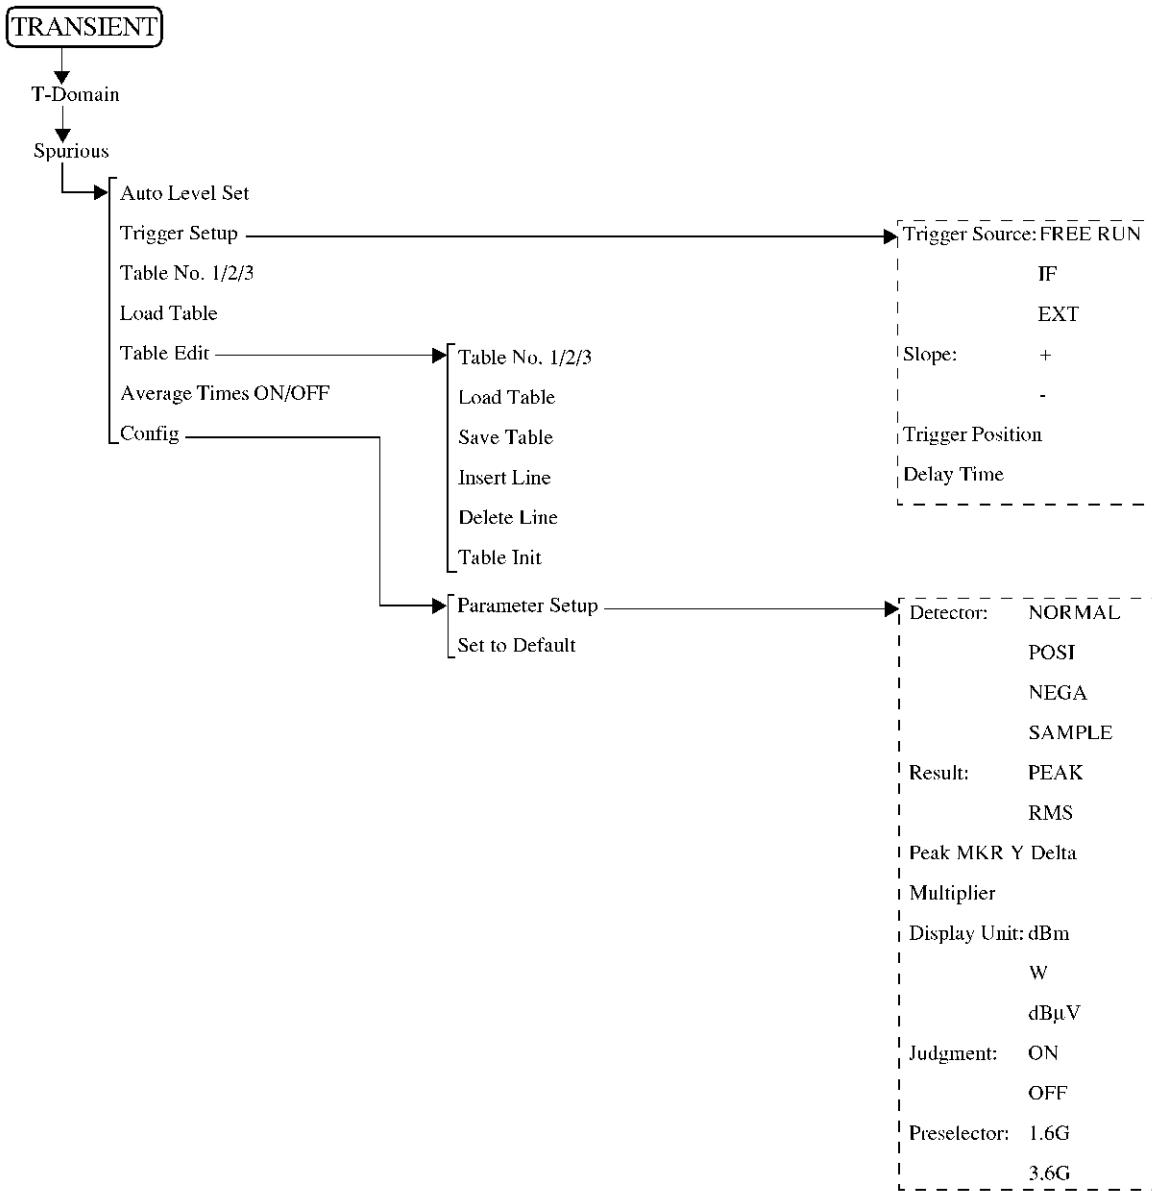 TRANSIENT
T-Domain
Spurious
Auto Level Set
Trigger Setup
Table No. 1/2/3
Load Table
Table Edit
Average Times ON/OFF
Config
Table No. 1/2/3
Load Table
Save Table
Insert Line
Delete Line
Table Init
Parameter Setup
Set to Default
Trigger Source: FREE RUN
IF
EXT
Slope: +
-
Trigger Position
Delay Time
Detector: NORMAL
POSI
NEGA
SAMPLE
Result: PEAK
RMS
Peak MKR Y Delta
Multiplier
Display Unit: dBm
W
dBμV
Judgment: ON
OFF
Preselector: 1.6G
3.6G